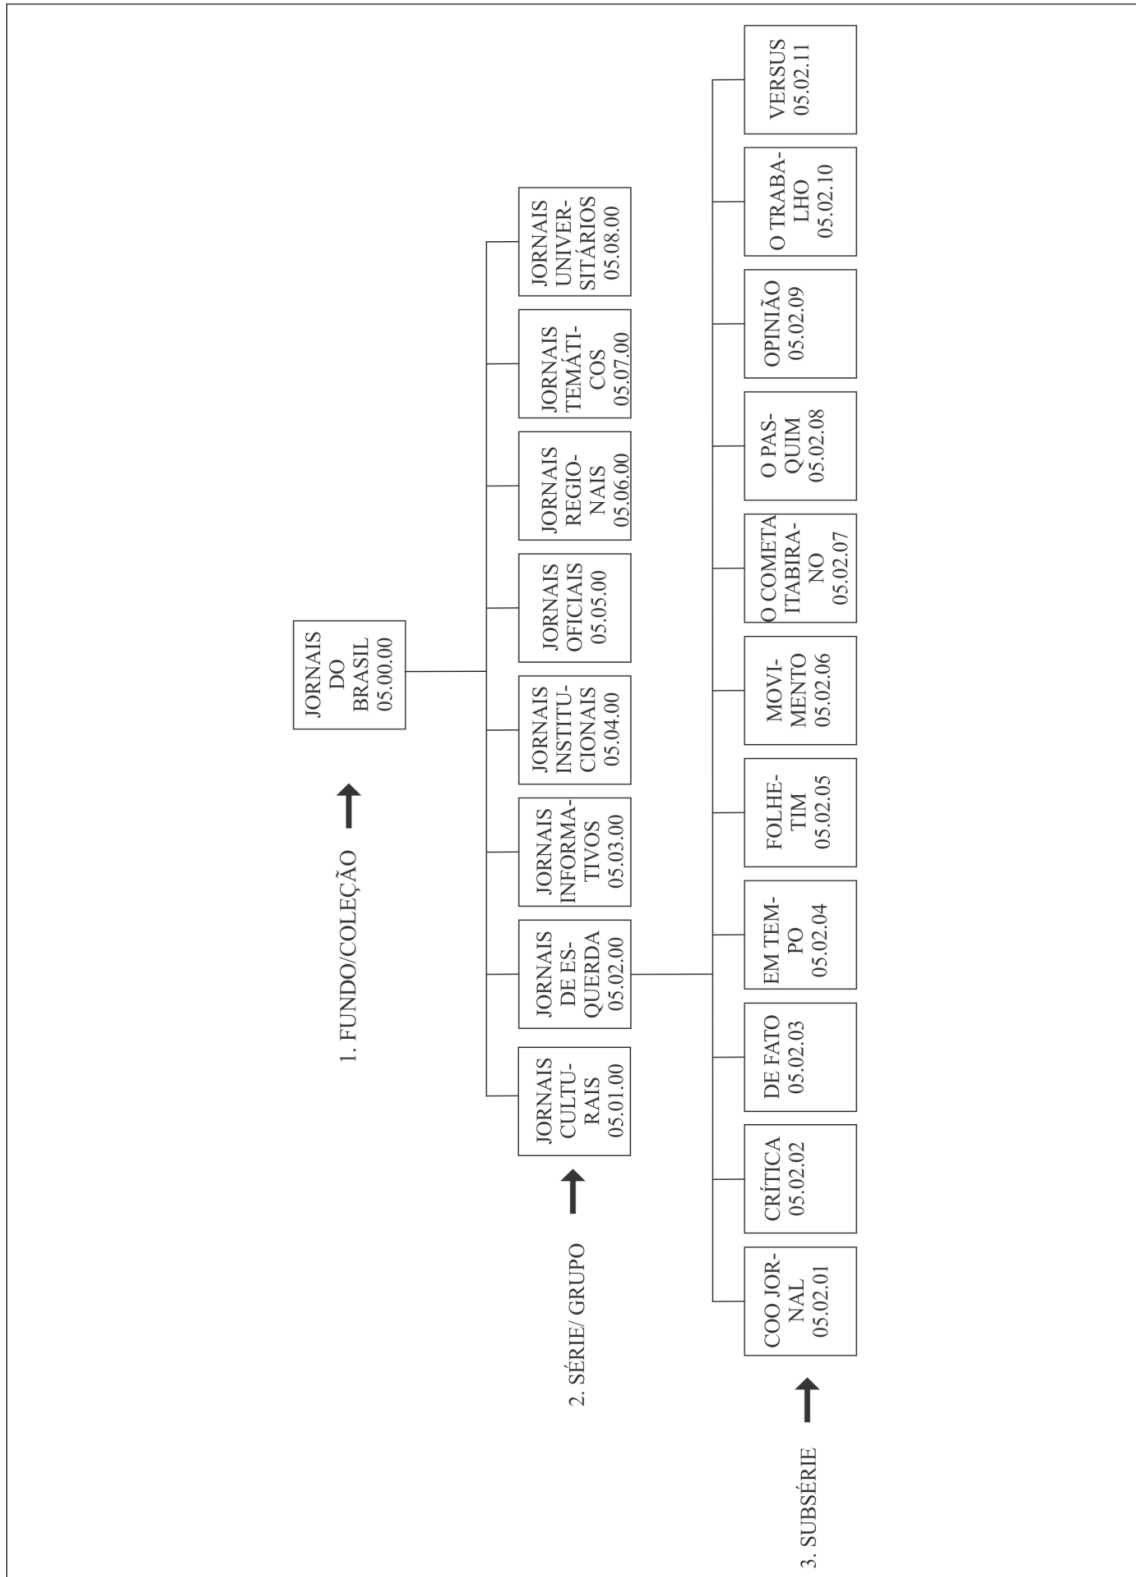 1. FUNDO/COLEÇÃO
JORNAIS
DO
BRASIL
05.00.00
2. SÉRIE/ GRUPO
JORNAIS
CULTU-
RAIS
05.01.00
JORNAIS
DE ES-
QUERDA
05.02.00
JORNAIS
INFORMA-
TIVOS
05.03.00
JORNAIS
INSTITU-
CIONAIS
05.04.00
JORNAIS
OFICIAIS
05.05.00
JORNAIS
REGIO-
NAIS
05.06.00
JORNAIS
TEMÁTI-
COS
05.07.00
JORNAIS
UNIVER-
SITÁRIOS
05.08.00
3. SUBSÉRIE
COO JOR-
NAL
05.02.01
CRÍTICA
05.02.02
DE FATO
05.02.03
EM TEM-
PO
05.02.04
FOLHE-
TIM
05.02.05
MOVI-
MENTO
05.02.06
O COMETA
ITABIRA-
NO
05.02.07
O PAS-
QUIM
05.02.08
OPINIÃO
05.02.09
O TRABA-
LHO
05.02.10
VERSUS
05.02.11